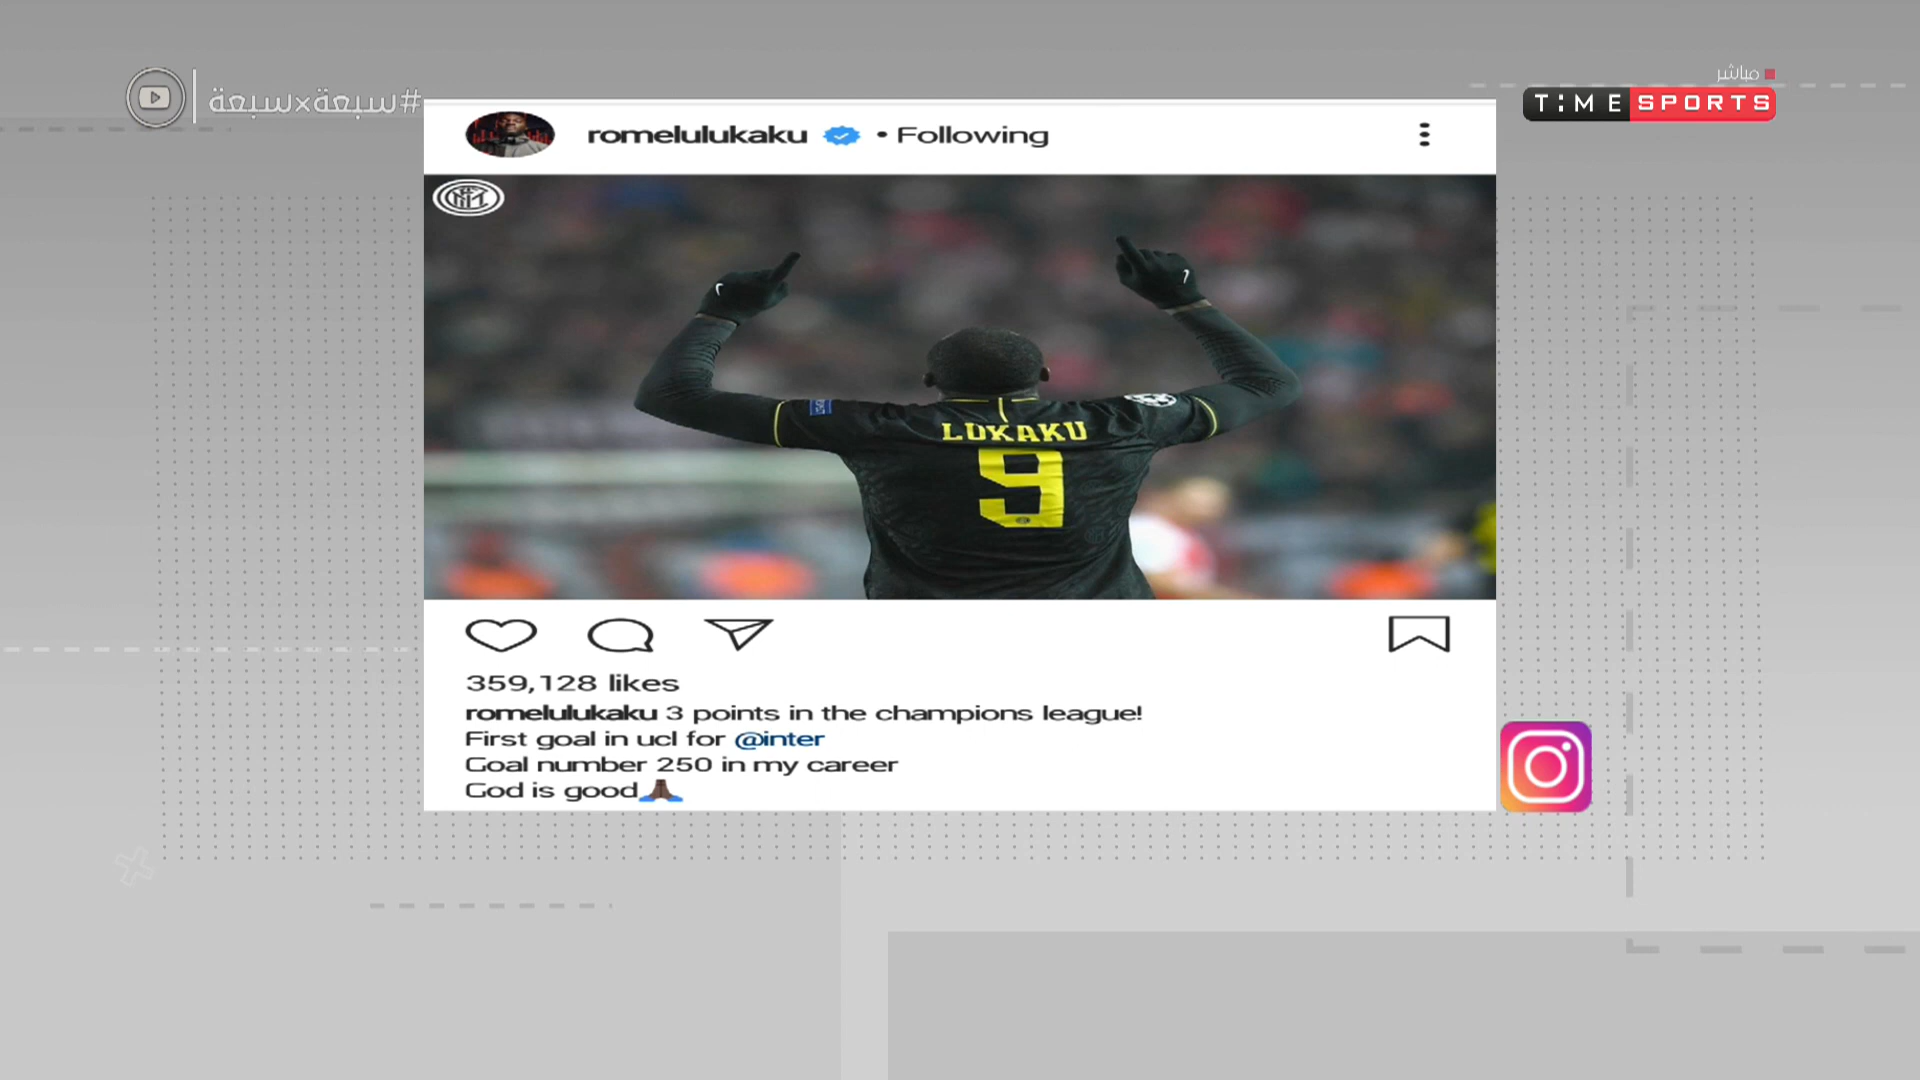 #سبعة×سبعة
مباشر
T:ME SPORTS
romelulukaku • Following
LUKAKU
9
359,128 likes
romelulukaku 3 points in the champions league!
First goal in ucl for @inter
Goal number 250 in my career
God is good🙏🏿